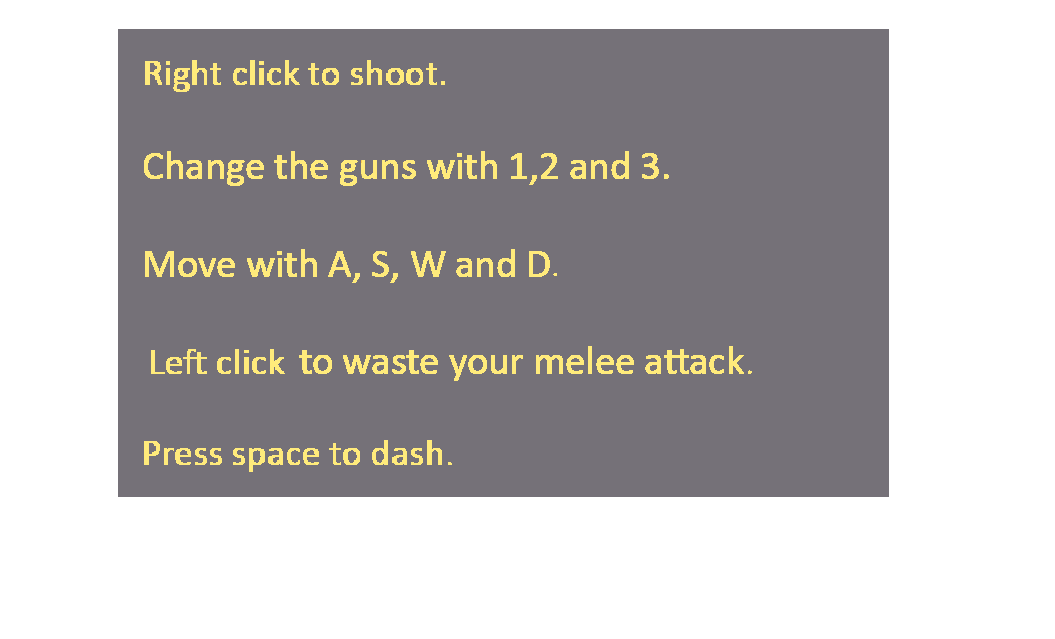 Right click to shoot.
Change the guns with 1,2 and 3.
Move with A, S, W and D.
Left click to waste your melee attack.
Press space to dash.